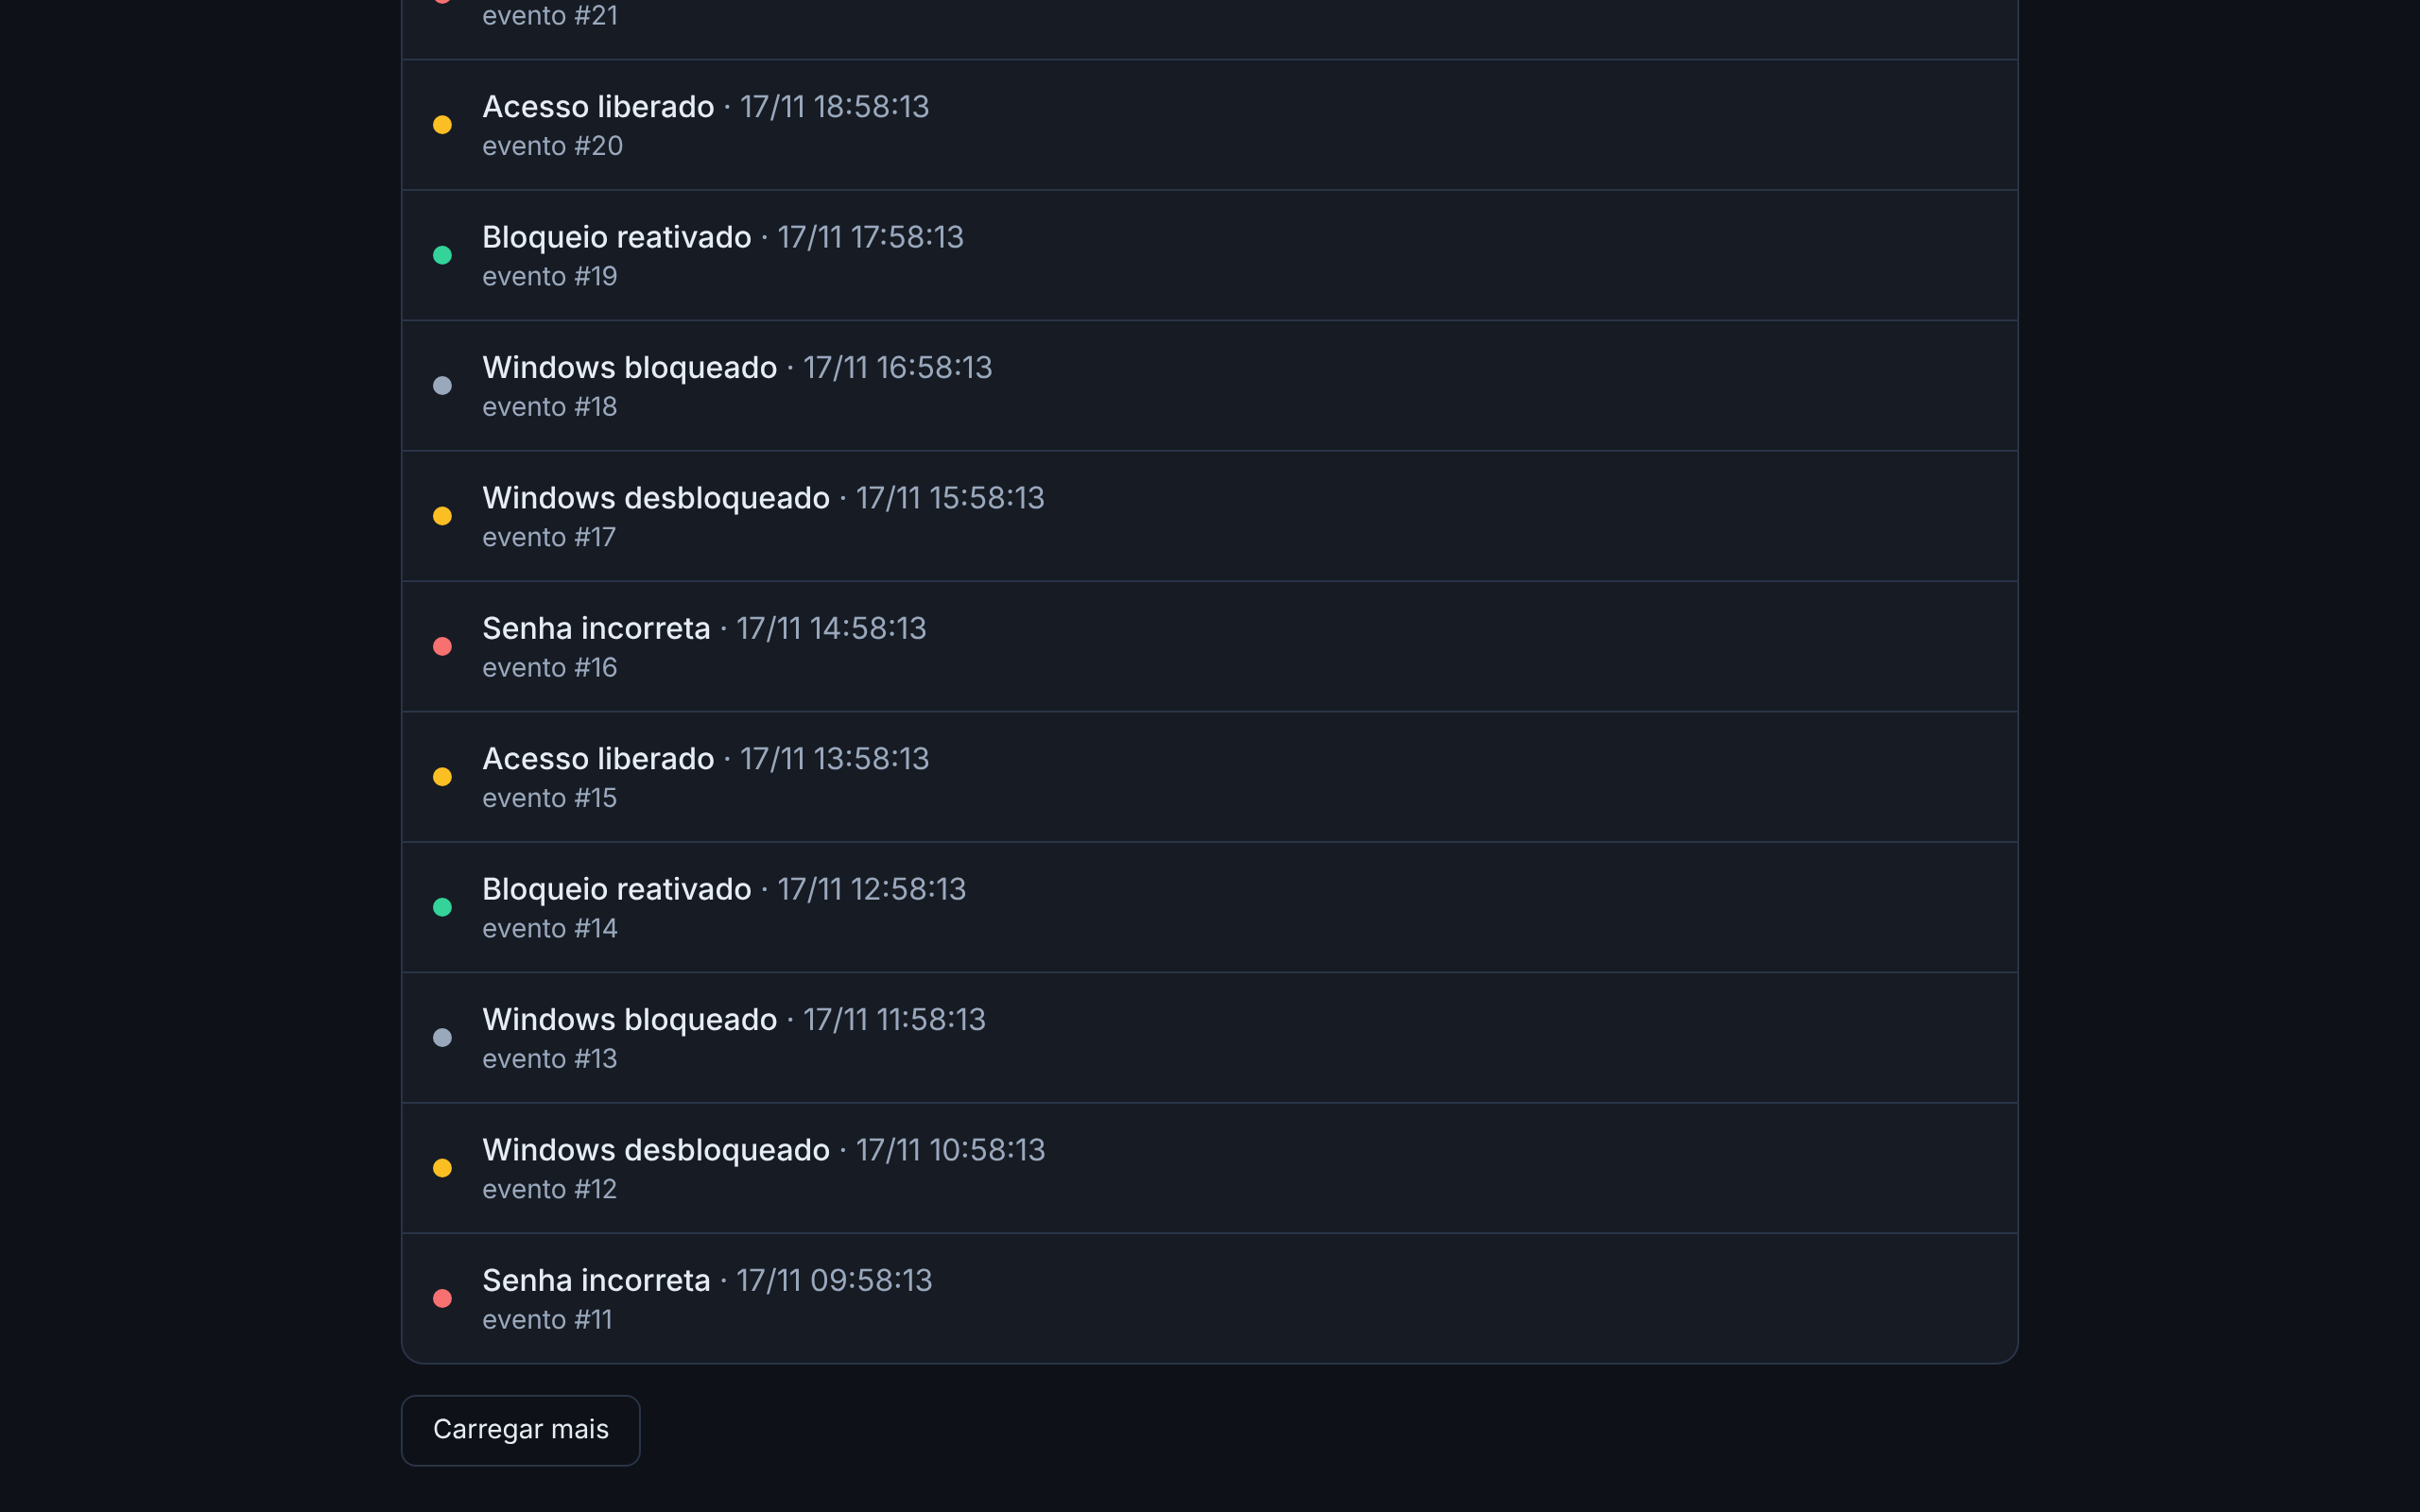 evento #21
Acesso liberado · 17/11 18:58:13
evento #20
Bloqueio reativado · 17/11 17:58:13
evento #19
Windows bloqueado · 17/11 16:58:13
evento #18
Windows desbloqueado · 17/11 15:58:13
evento #17
Senha incorreta · 17/11 14:58:13
evento #16
Acesso liberado · 17/11 13:58:13
evento #15
Bloqueio reativado · 17/11 12:58:13
evento #14
Windows bloqueado · 17/11 11:58:13
evento #13
Windows desbloqueado · 17/11 10:58:13
evento #12
Senha incorreta · 17/11 09:58:13
evento #11
Carregar mais